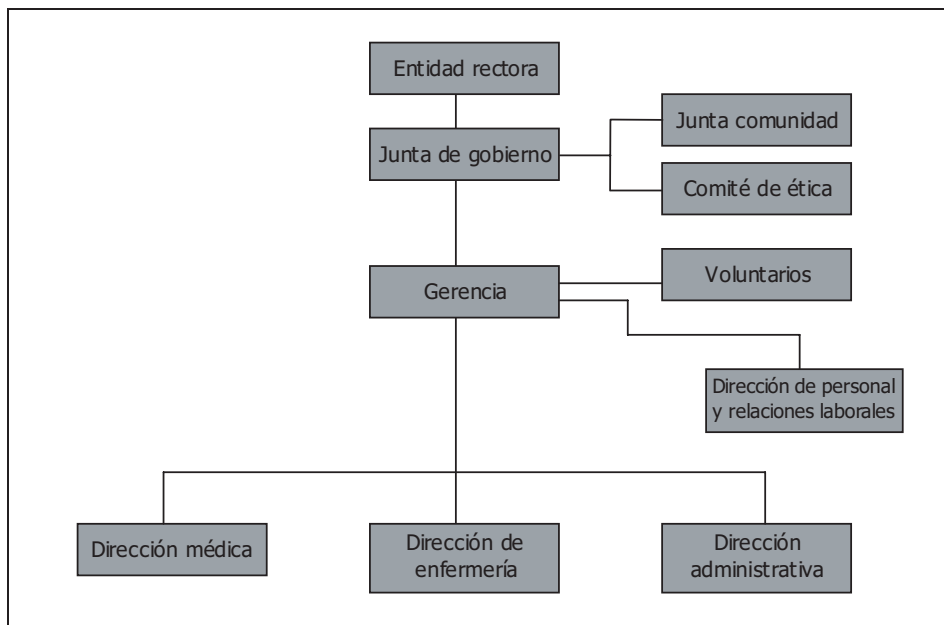 Entidad rectora
Junta de gobierno
Junta comunidad
Comité de ética
Gerencia
Voluntarios
Dirección de personal
y relaciones laborales
Dirección médica
Dirección de
enfermería
Dirección
administrativa